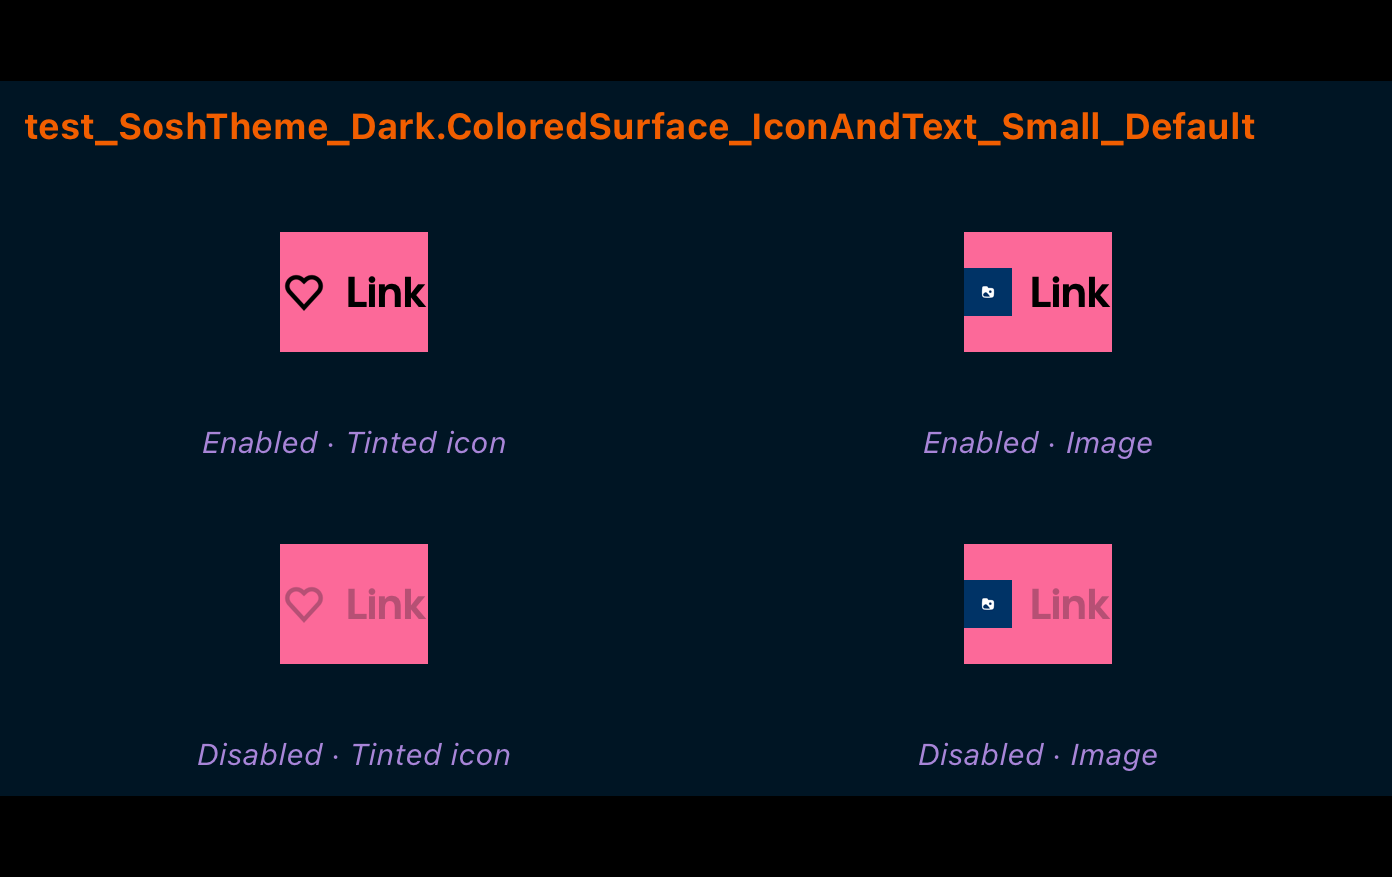 test_SoshTheme_Dark.ColoredSurface_IconAndText_Small_Default
Link
Link
Enabled · Tinted icon
Enabled · Image
Link
Link
Disabled · Tinted icon
Disabled · Image